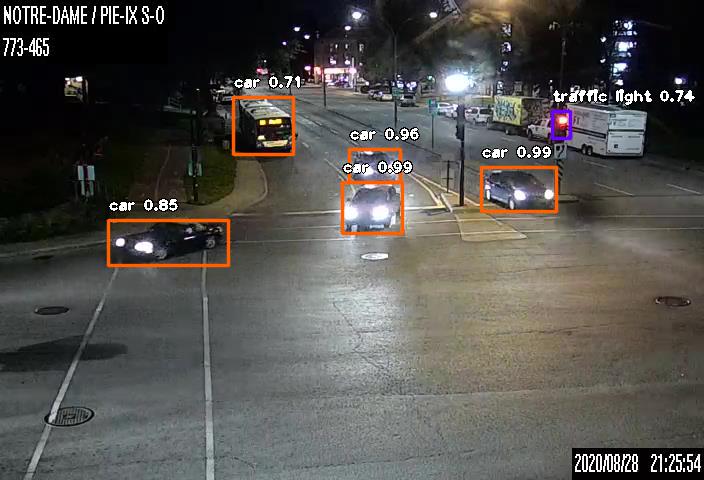 NOTRE-DAME / PIE-IX S-O
773-465
car 0.71
traffic light 0.74
car 0.96
car 0.99
car 0.99
car 0.85
2020/08/28 21:25:54